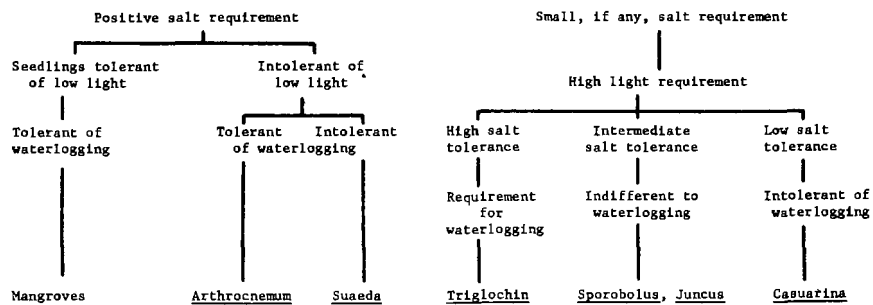 Positive salt requirement
Small, if any, salt requirement
Seedlings tolerant
of low light
Intolerant of
low light
High light requirement
Tolerant of
waterlogging
Tolerant Intolerant
of waterlogging
High salt
tolerance
Intermediate
salt tolerance
Low salt
tolerance
Requirement
for
waterlogging
Indifferent to
waterlogging
Intolerant of
waterlogging
Mangroves
Arthrocnemum
Suaeda
Triglochin
Sporobolus, Juncus
Casuarina